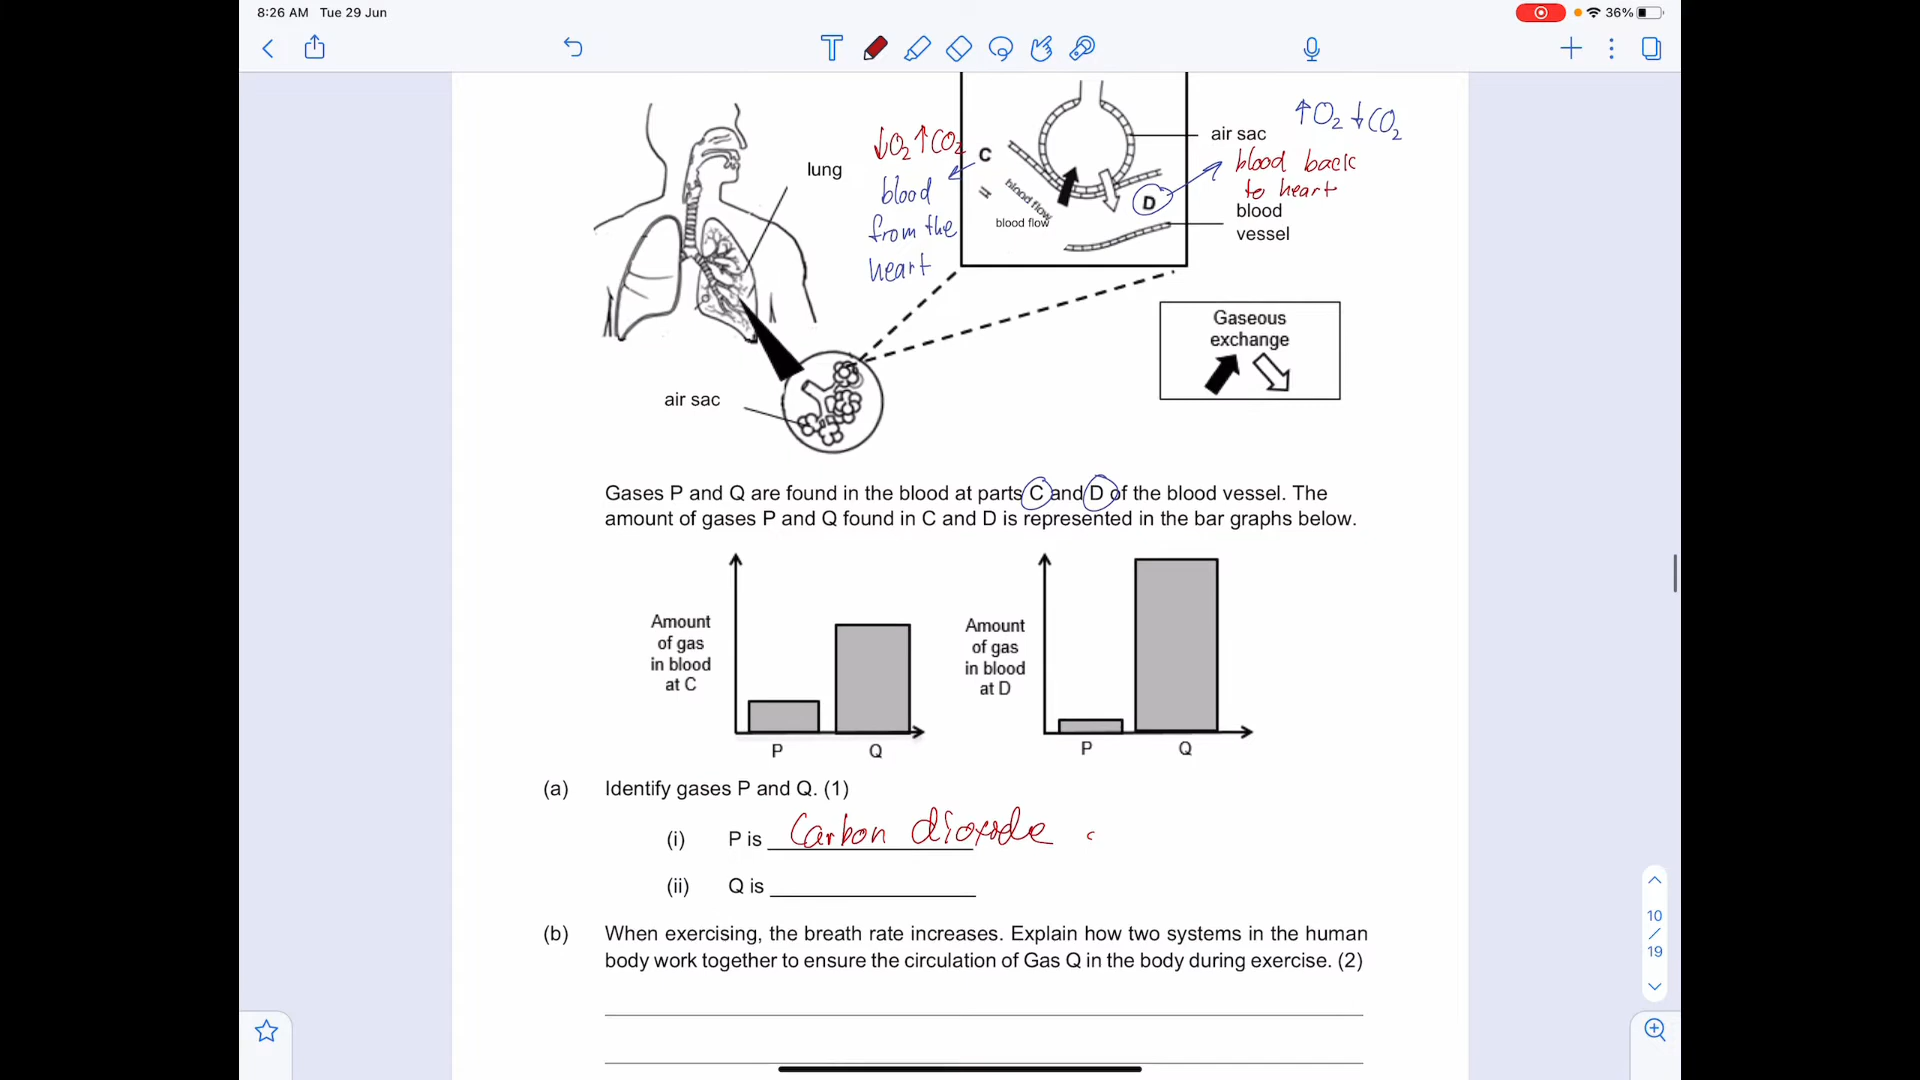 8:26 AM Tue 29 Jun
36%
T
air sac
↑O₂ ↓CO₂
↓O₂ ↑CO₂
C
lung
blood back
to heart
blood
from the
heart
blood flow
blood flow
D
blood
vessel
Gaseous
exchange
air sac
Gases P and Q are found in the blood at parts C and D of the blood vessel. The
amount of gases P and Q found in C and D is represented in the bar graphs below.
Amount
of gas
in blood
at C
P
Q
Amount
of gas
in blood
at D
P
Q
(a) Identify gases P and Q. (1)
(i) P is Carbon dioxode
(ii) Q is
(b) When exercising, the breath rate increases. Explain how two systems in the human
body work together to ensure the circulation of Gas Q in the body during exercise. (2)
10
/
19